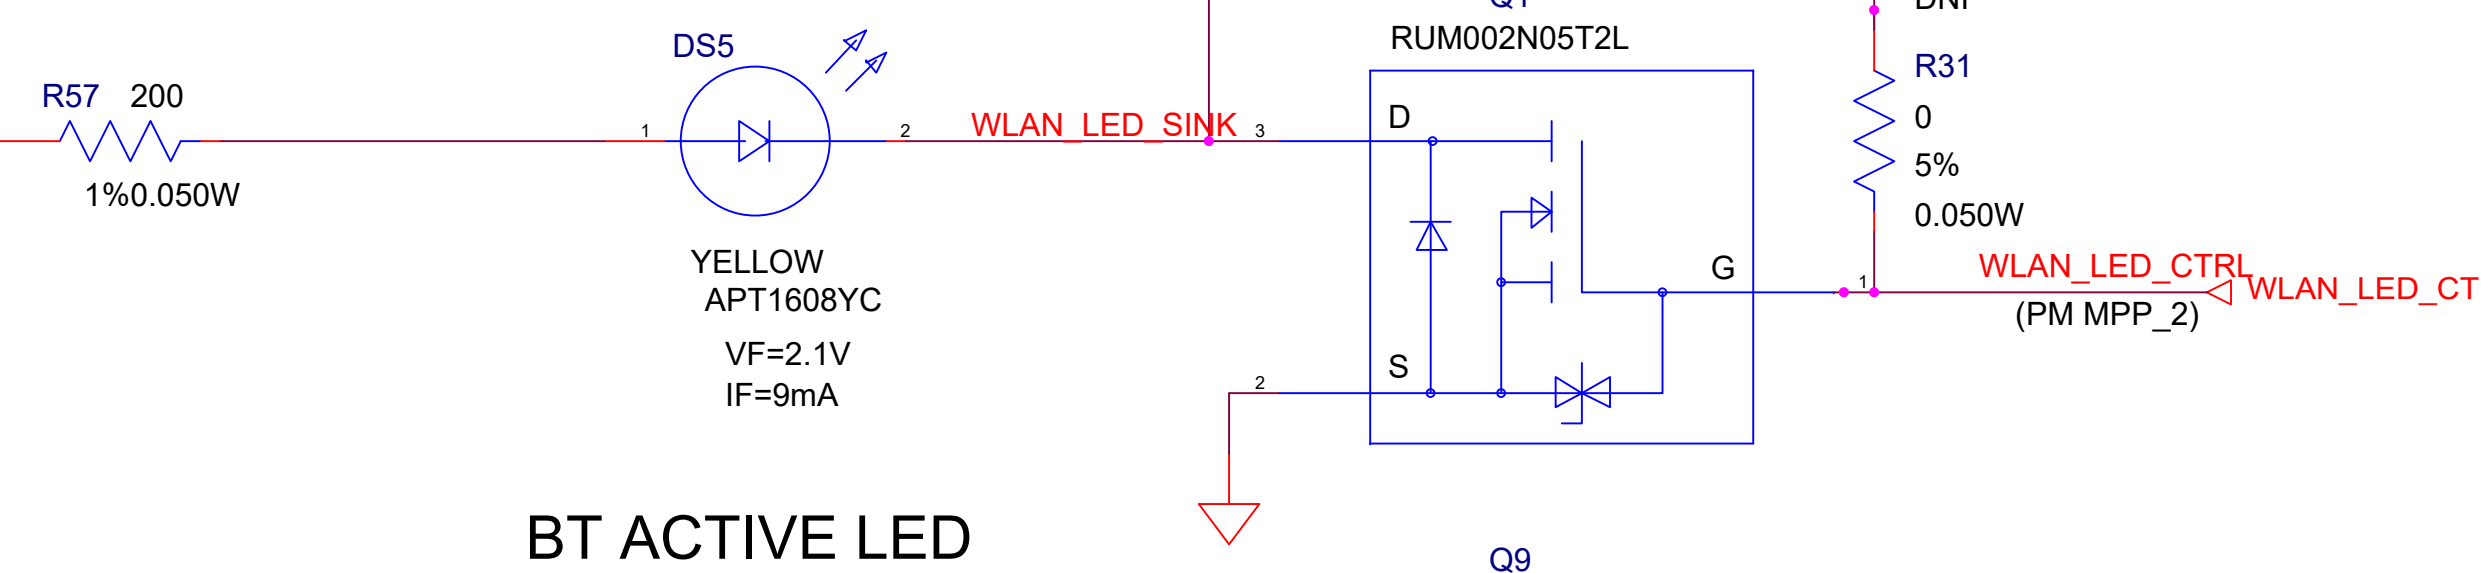 RUM002N05T2L
DS5
R57 200
1%0.050W
1
2
WLAN_LED_SINK
3
D
R31
0
5%
0.050W
YELLOW
APT1608YC
VF=2.1V
IF=9mA
G
S
2
1
WLAN_LED_CTRL
WLAN_LED_CT
(PM MPP_2)
BT ACTIVE LED
Q9